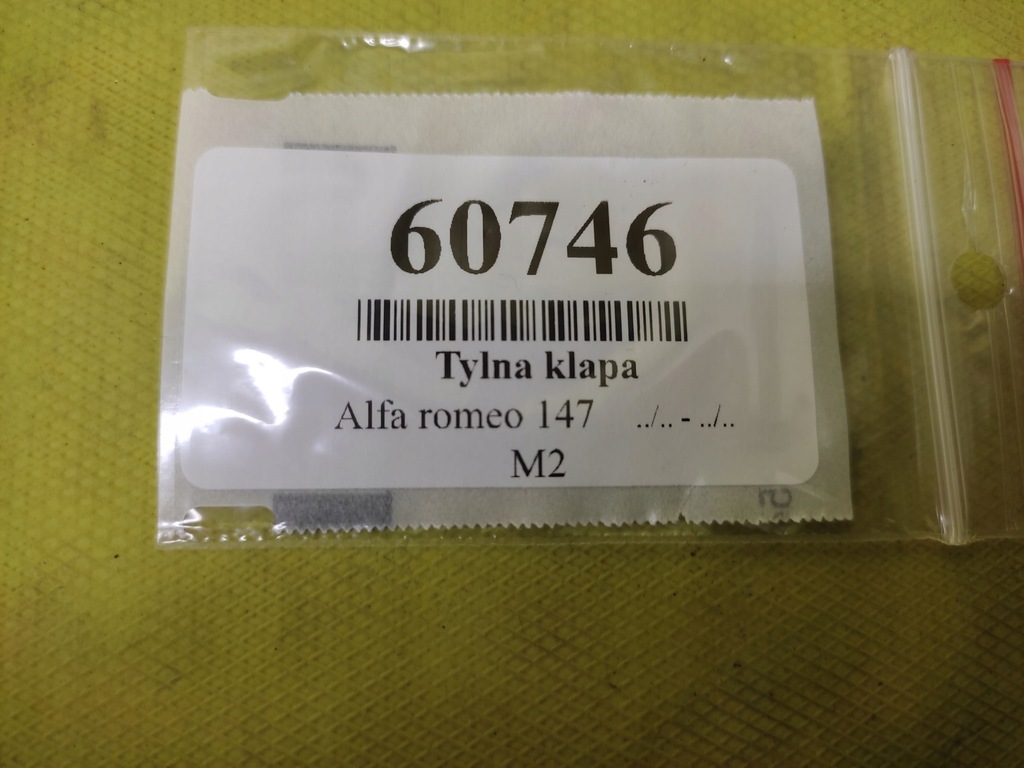 60746
Tylna klapa
Alfa romeo 147 ../.. - ../..
M2